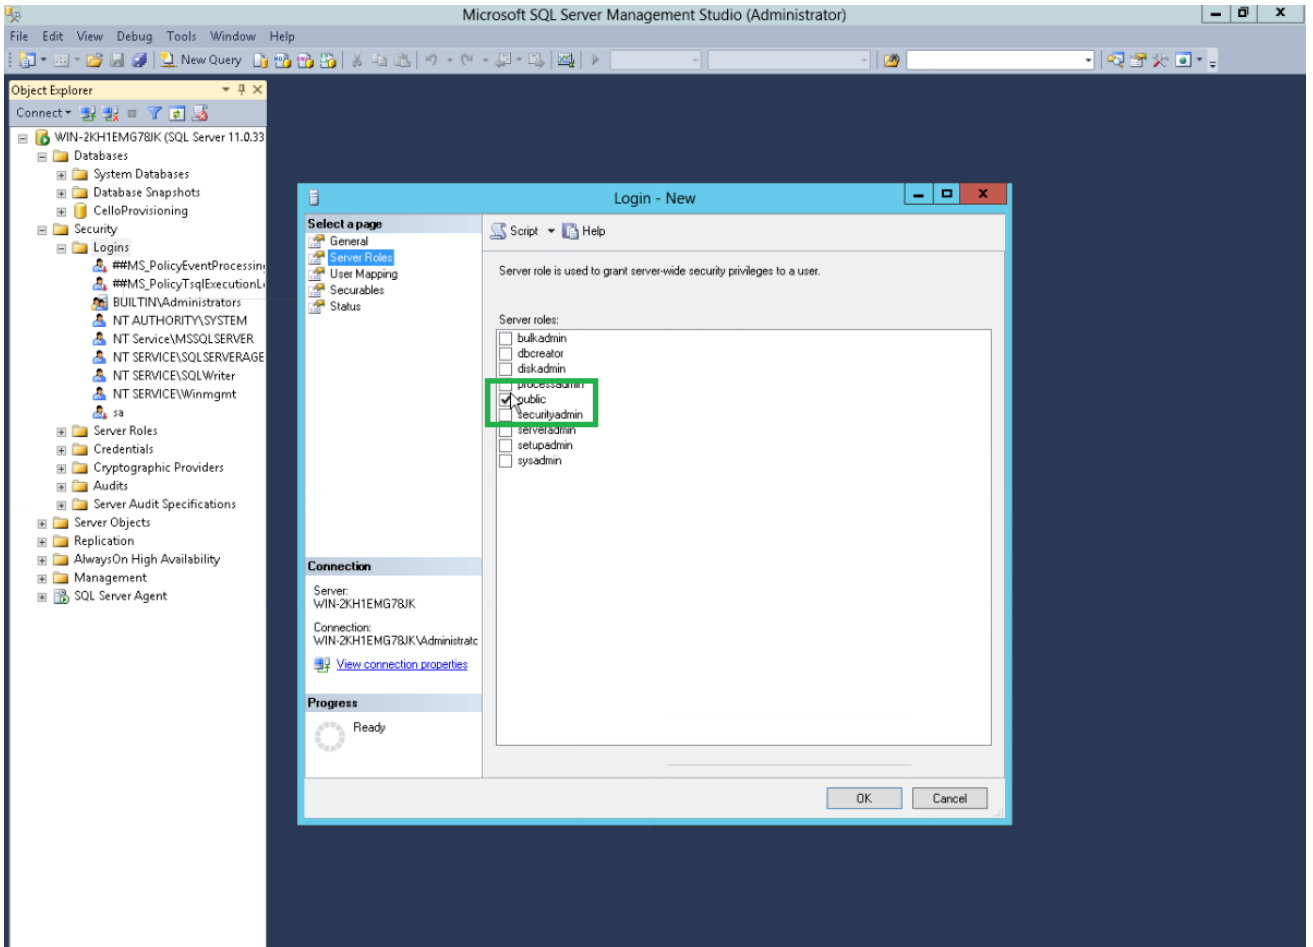 Microsoft SQL Server Management Studio (Administrator)
File Edit View Debug Tools Window Help
New Query
Object Explorer
Connect
WIN-2KH1EMG78JK (SQL Server 11.0.33
Databases
System Databases
Database Snapshots
CelloProvisioning
Security
Logins
##MS_PolicyEventProcessing
##MS_PolicyTsqlExecutionL
BUILTIN\Administrators
NT AUTHORITY\SYSTEM
NT Service\MSSQLSERVER
NT SERVICE\SQLSERVERAGE
NT SERVICE\SQLWriter
NT SERVICE\Winmgmt
sa
Server Roles
Credentials
Cryptographic Providers
Audits
Server Audit Specifications
Server Objects
Replication
AlwaysOn High Availability
Management
SQL Server Agent
Login - New
Select a page
General
Server Roles
User Mapping
Securables
Status
Script Help
Server role is used to grant server-wide security privileges to a user.
Server roles:
bulkadmin
dbcreator
diskadmin
processadmin
public
securityadmin
serveradmin
setupadmin
sysadmin
Connection
Server:
WIN-2KH1EMG78JK
Connection:
WIN-2KH1EMG78JK\Administratc
View connection properties
Progress
Ready
OK Cancel